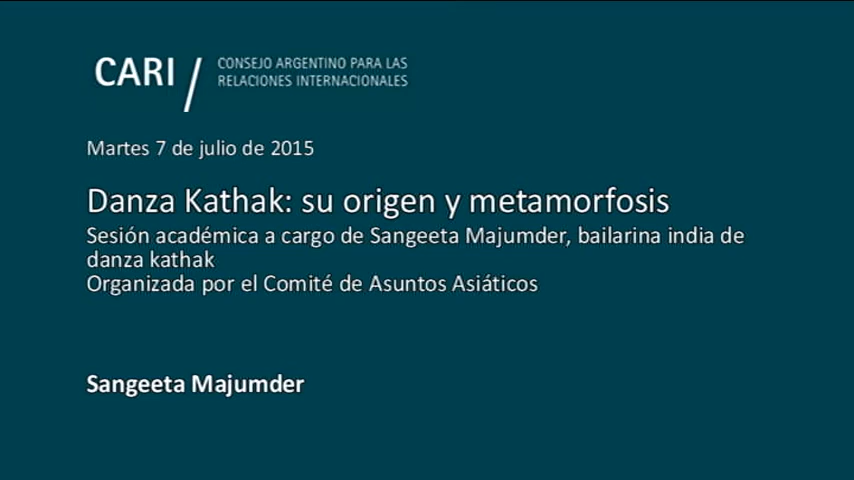 CARI/
CONSEJO ARGENTINO PARA LAS
RELACIONES INTERNACIONALES
Martes 7 de julio de 2015
Danza Kathak: su origen y metamorfosis
Sesión académica a cargo de Sangeeta Majumder, bailarina india de
danza kathak
Organizada por el Comité de Asuntos Asiáticos
Sangeeta Majumder